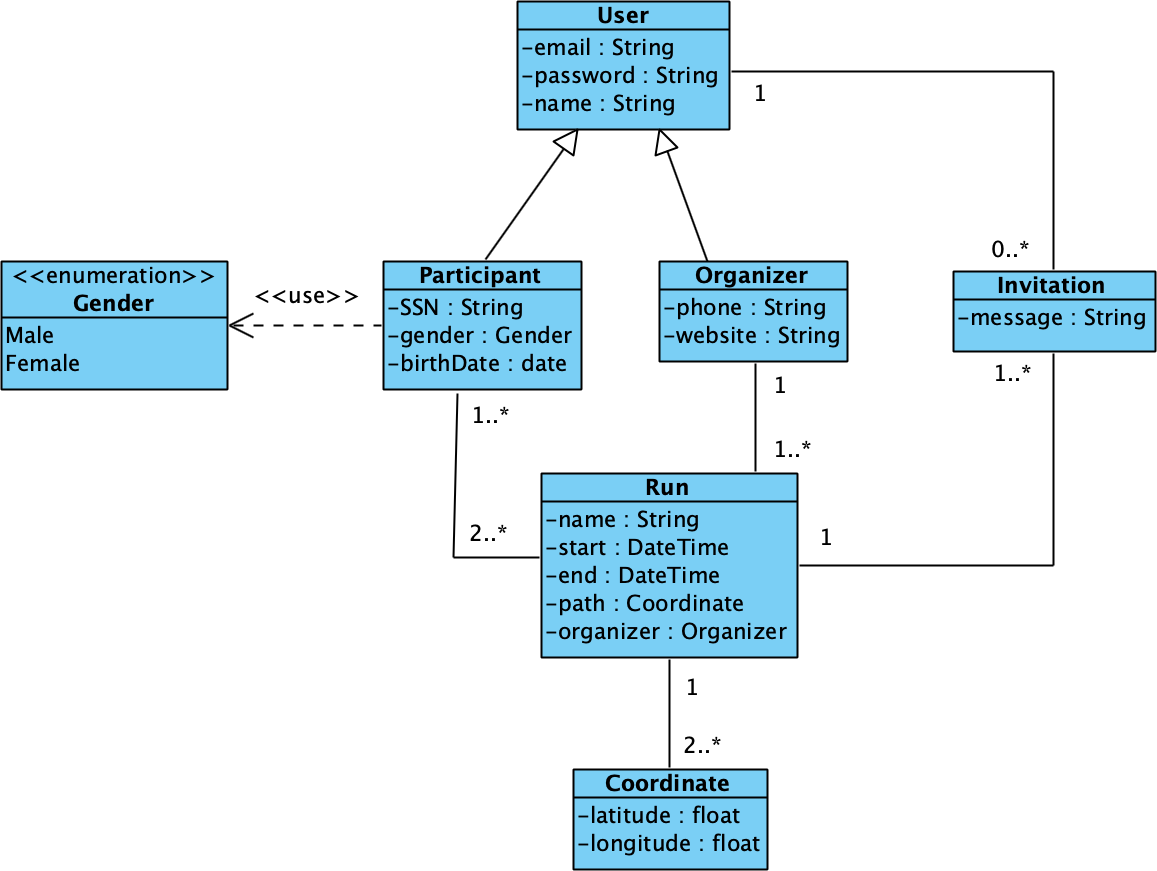 User
-email : String
-password : String
-name : String
1
0..*
<<enumeration>>
Gender
Male
Female
<<use>>
Participant
-SSN : String
-gender : Gender
-birthDate : date
Organizer
-phone : String
-website : String
Invitation
-message : String
1..*
1
1..*
1..*
2..*
1
Run
-name : String
-start : DateTime
-end : DateTime
-path : Coordinate
-organizer : Organizer
1
2..*
Coordinate
-latitude : float
-longitude : float